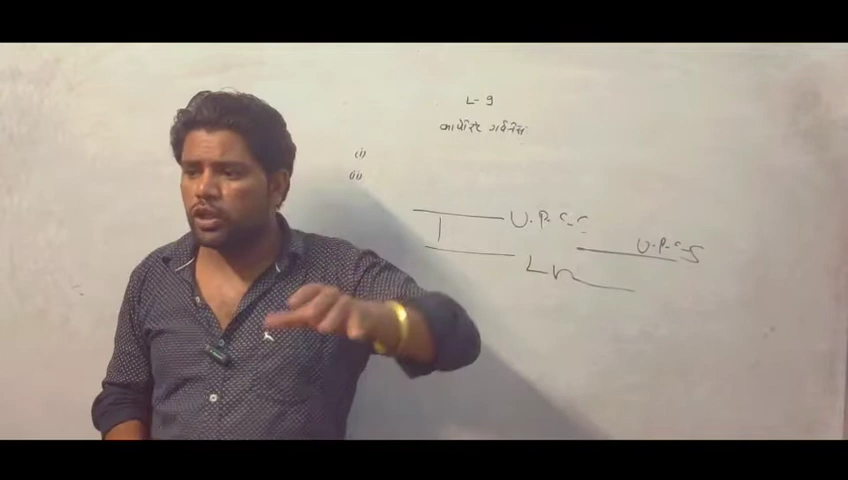 L-9
कार्पोरेट गवर्नेंस
(i)
(ii)
U.P.S.C
U.P.C.S